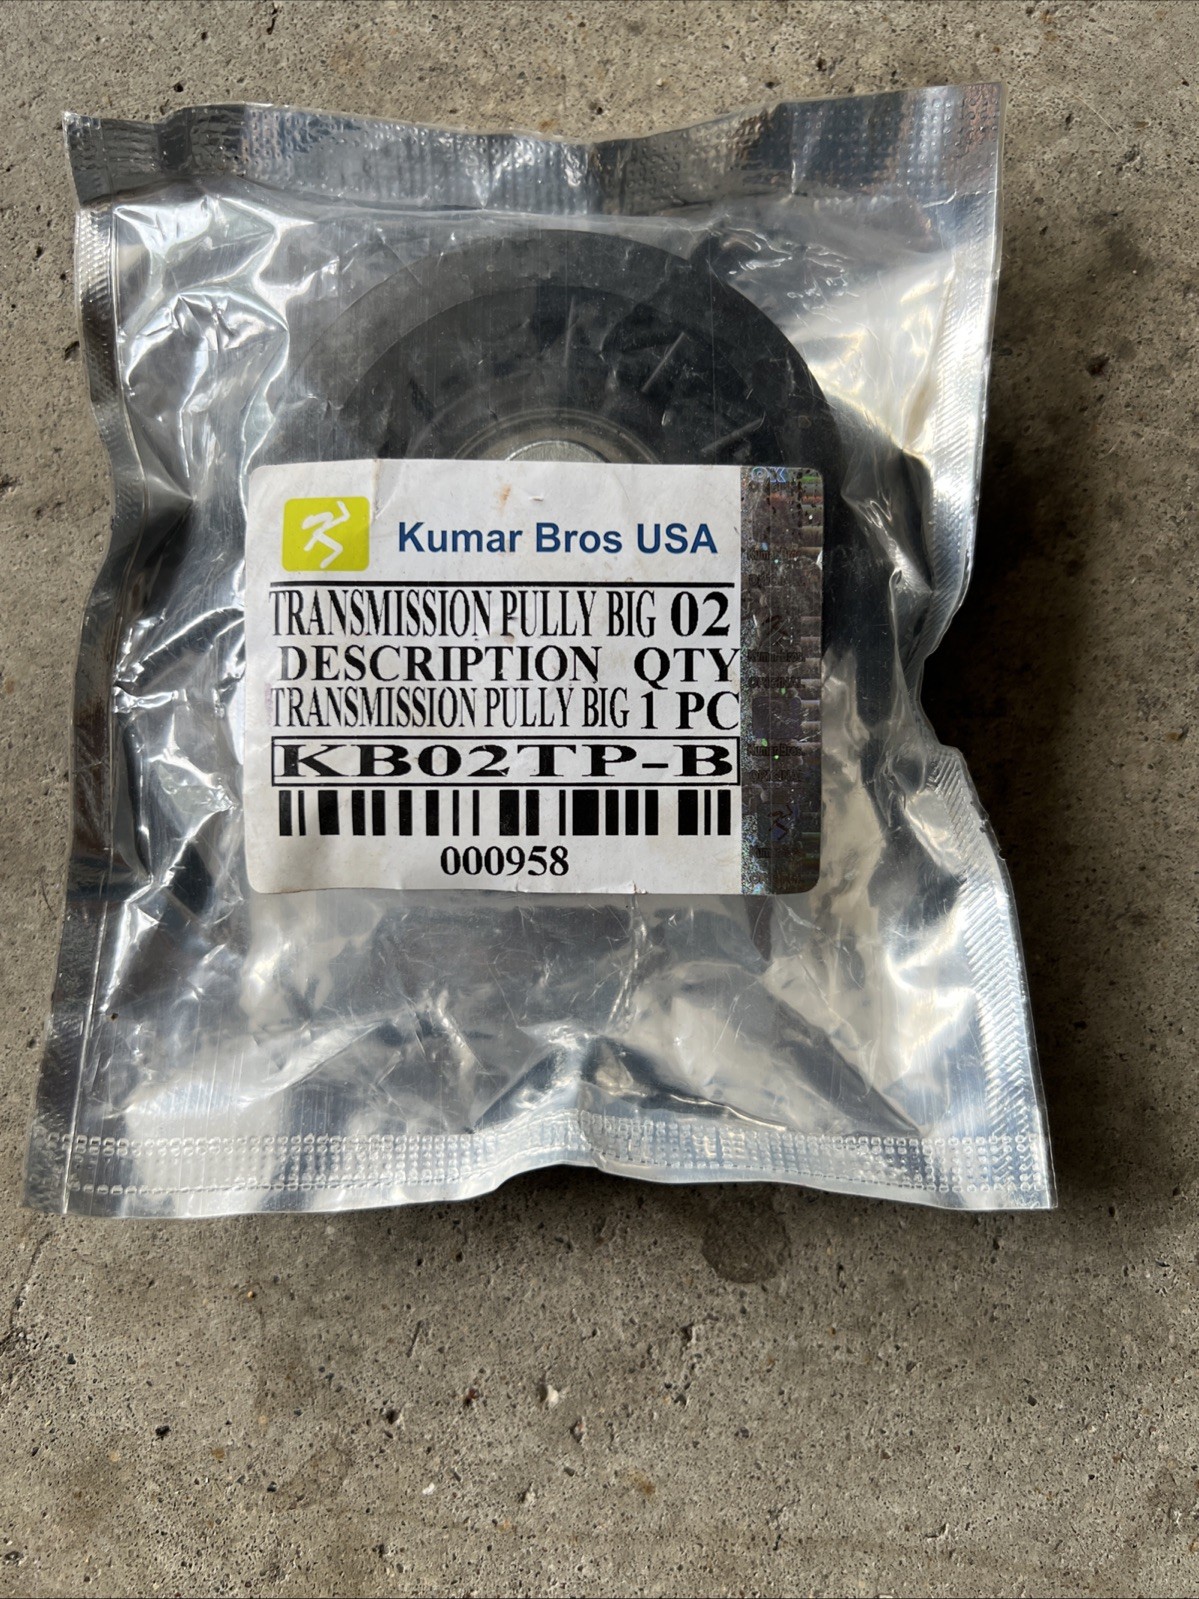 Kumar Bros USA
TRANSMISSION PULLY BIG 02
DESCRIPTION QTY
TRANSMISSION PULLY BIG 1 PC
KB02TP-B
000958